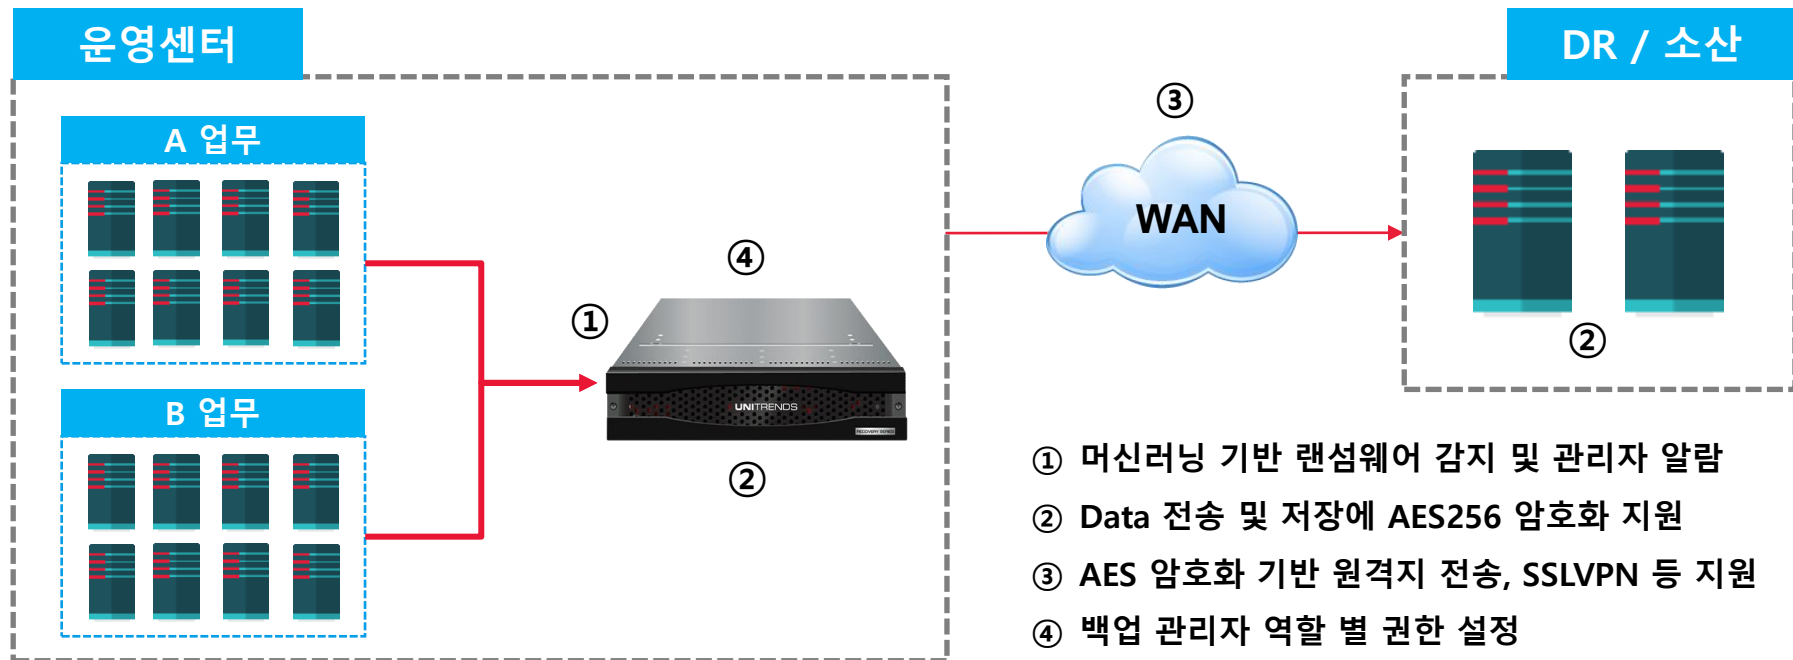 운영센터
DR / 소산
A 업무
③
WAN
④
①
②
UNITRENDS
RECOVERY SERIES
B 업무
②
① 머신러닝 기반 랜섬웨어 감지 및 관리자 알람
② Data 전송 및 저장에 AES256 암호화 지원
③ AES 암호화 기반 원격지 전송, SSLVPN 등 지원
④ 백업 관리자 역할 별 권한 설정